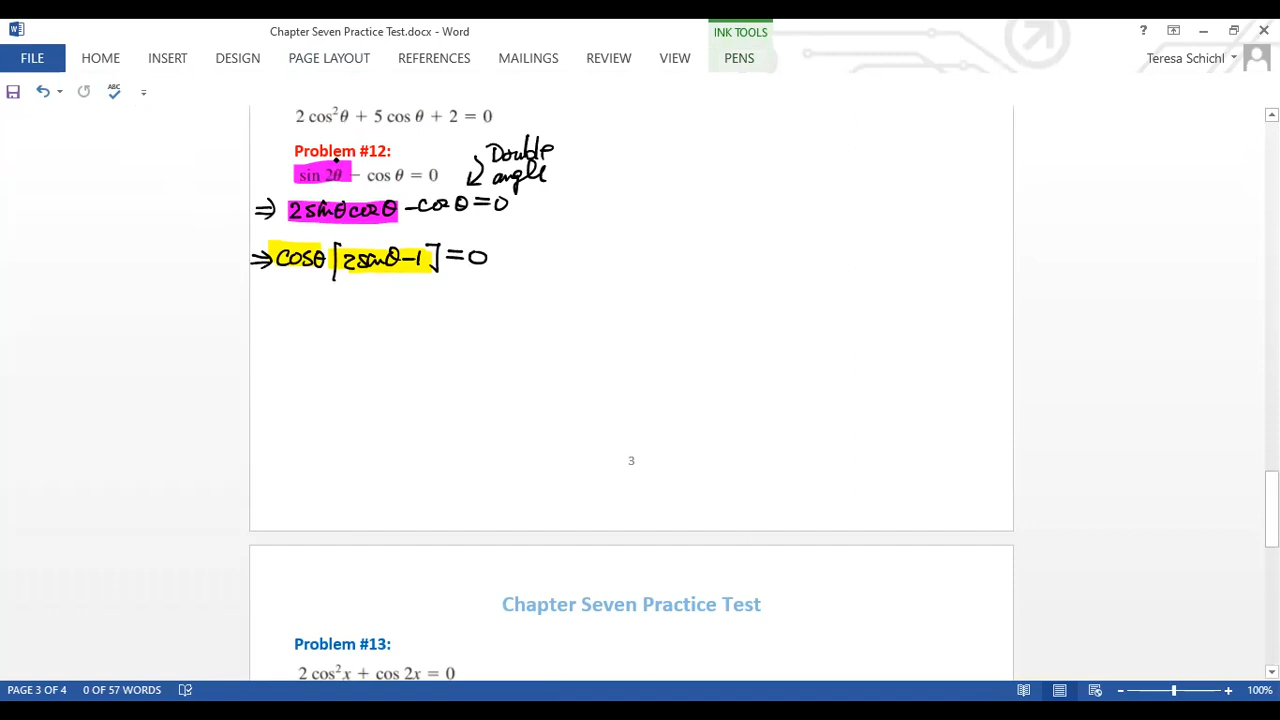 Chapter Seven Practice Test.docx - Word
INK TOOLS
?
FILE HOME INSERT DESIGN PAGE LAYOUT REFERENCES MAILINGS REVIEW VIEW PENS Teresa Schichl
ABC
2 cos²θ + 5 cos θ + 2 = 0
Problem #12:
sin 2θ − cos θ = 0
Double angle
⇒ 2sinθcosθ - cos θ = 0
⇒ cosθ [2sinθ-1] = 0
3
Chapter Seven Practice Test
Problem #13:
2 cos²x + cos 2x = 0
PAGE 3 OF 4 0 OF 57 WORDS 100%